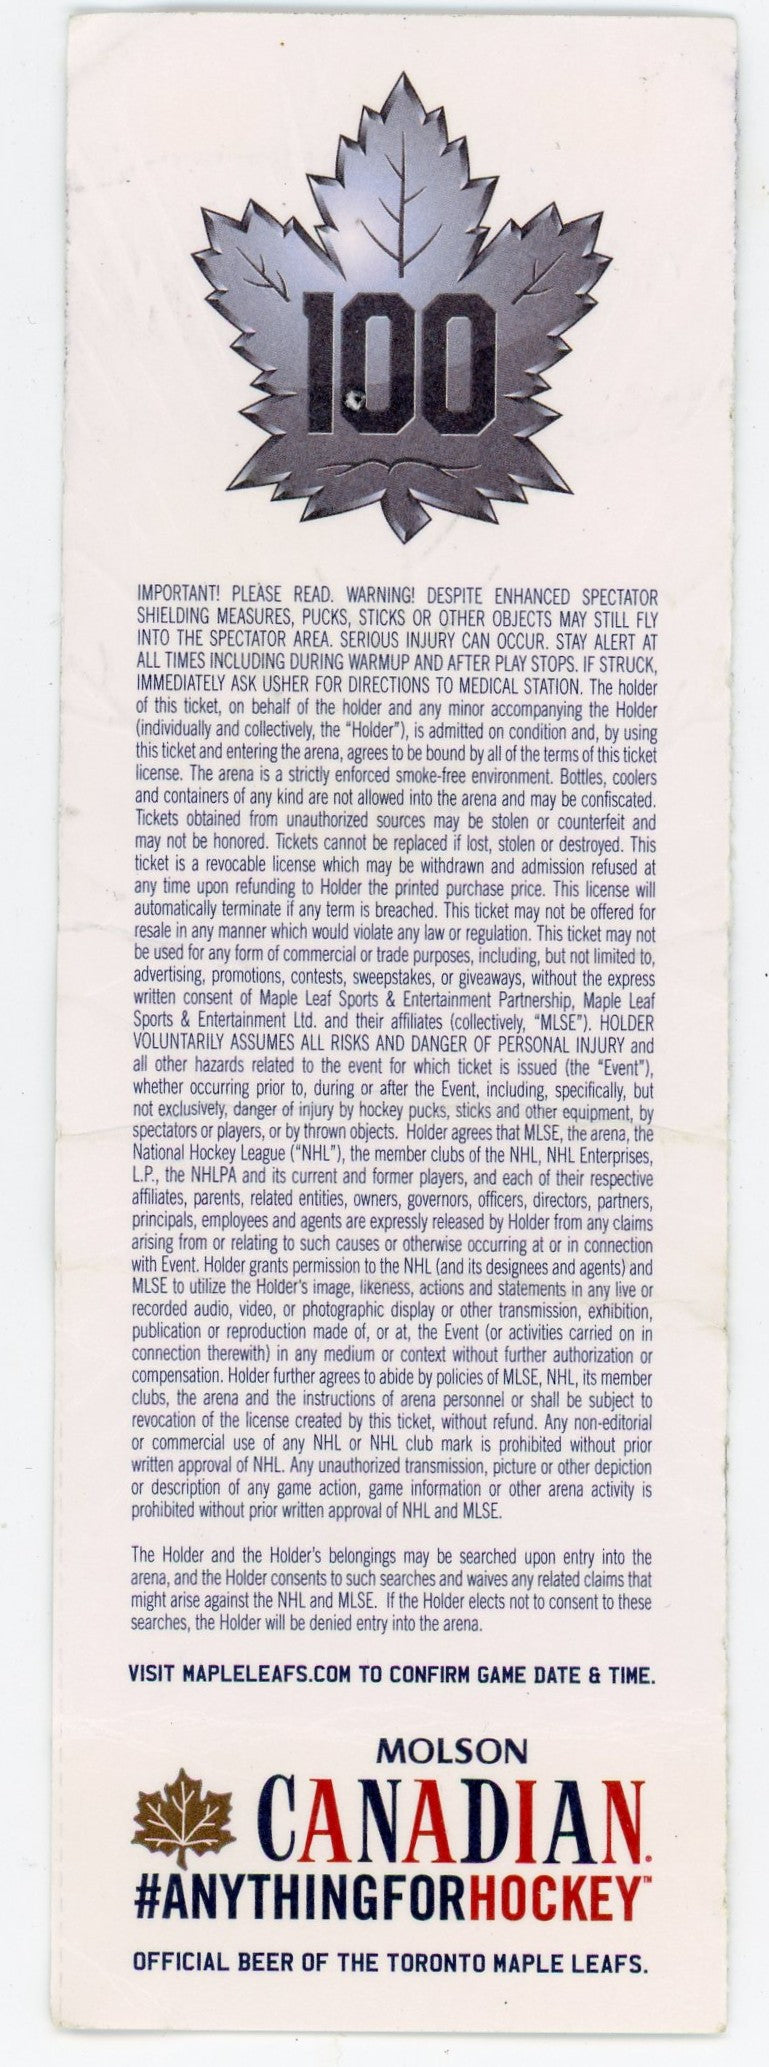 100
IMPORTANT! PLEASE READ. WARNING! DESPITE ENHANCED SPECTATOR
SHIELDING MEASURES, PUCKS, STICKS OR OTHER OBJECTS MAY STILL FLY
INTO THE SPECTATOR AREA. SERIOUS INJURY CAN OCCUR. STAY ALERT AT
ALL TIMES INCLUDING DURING WARMUP AND AFTER PLAY STOPS. IF STRUCK,
IMMEDIATELY ASK USHER FOR DIRECTIONS TO MEDICAL STATION. The holder
of this ticket, on behalf of the holder and any minor accompanying the Holder
(individually and collectively, the “Holder”), is admitted on condition and, by using
this ticket and entering the arena, agrees to be bound by all of the terms of this ticket
license. The arena is a strictly enforced smoke-free environment. Bottles, coolers
and containers of any kind are not allowed into the arena and may be confiscated.
Tickets obtained from unauthorized sources may be stolen or counterfeit and
may not be honored. Tickets cannot be replaced if lost, stolen or destroyed. This
ticket is a revocable license which may be withdrawn and admission refused at
any time upon refunding to Holder the printed purchase price. This license will
automatically terminate if any term is breached. This ticket may not be offered for
resale in any manner which would violate any law or regulation. This ticket may not
be used for any form of commercial or trade purposes, including, but not limited to,
advertising, promotions, contests, sweepstakes, or giveaways, without the express
written consent of Maple Leaf Sports & Entertainment Partnership, Maple Leaf
Sports & Entertainment Ltd. and their affiliates (collectively, “MLSE”). HOLDER
VOLUNTARILY ASSUMES ALL RISKS AND DANGER OF PERSONAL INJURY and
all other hazards related to the event for which ticket is issued (the “Event”),
whether occurring prior to, during or after the Event, including, specifically, but
not exclusively, danger of injury by hockey pucks, sticks and other equipment, by
spectators or players, or by thrown objects. Holder agrees that MLSE, the arena, the
National Hockey League (“NHL”), the member clubs of the NHL, NHL Enterprises,
L.P., the NHLPA and its current and former players, and each of their respective
affiliates, parents, related entities, owners, governors, officers, directors, partners,
principals, employees and agents are expressly released by Holder from any claims
arising from or relating to such causes or otherwise occurring at or in connection
with Event. Holder grants permission to the NHL (and its designees and agents) and
MLSE to utilize the Holder's image, likeness, actions and statements in any live or
recorded audio, video, or photographic display or other transmission, exhibition,
publication or reproduction made of, or at, the Event (or activities carried on in
connection therewith) in any medium or context without further authorization or
compensation. Holder further agrees to abide by policies of MLSE, NHL, its member
clubs, the arena and the instructions of arena personnel or shall be subject to
revocation of the license created by this ticket, without refund. Any non-editorial
or commercial use of any NHL or NHL club mark is prohibited without prior
written approval of NHL. Any unauthorized transmission, picture or other depiction
or description of any game action, game information or other arena activity is
prohibited without prior written approval of NHL and MLSE.
The Holder and the Holder's belongings may be searched upon entry into the
arena, and the Holder consents to such searches and waives any related claims that
might arise against the NHL and MLSE. If the Holder elects not to consent to these
searches, the Holder will be denied entry into the arena.
VISIT MAPLELEAFS.COM TO CONFIRM GAME DATE & TIME.
MOLSON
CANADIAN.
#ANYTHINGFORHOCKEY™
OFFICIAL BEER OF THE TORONTO MAPLE LEAFS.